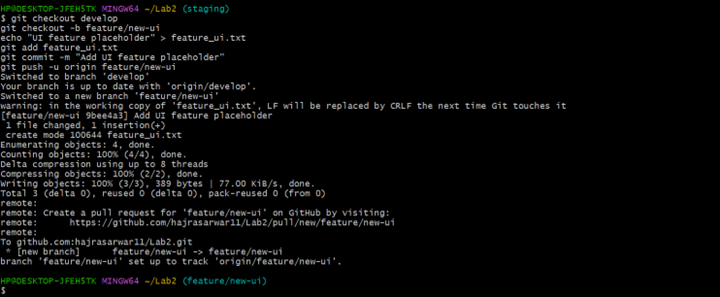 HP@DESKTOP-JFEH5TK MINGW64 ~/Lab2 (staging)
$ git checkout develop
git checkout -b feature/new-ui
echo "UI feature placeholder" > feature_ui.txt
git add feature_ui.txt
git commit -m "Add UI feature placeholder"
git push -u origin feature/new-ui
Switched to branch 'develop'
Your branch is up to date with 'origin/develop'.
Switched to a new branch 'feature/new-ui'
warning: in the working copy of 'feature_ui.txt', LF will be replaced by CRLF the next time Git touches it
[feature/new-ui 9bee4a3] Add UI feature placeholder
 1 file changed, 1 insertion(+)
 create mode 100644 feature_ui.txt
Enumerating objects: 4, done.
Counting objects: 100% (4/4), done.
Delta compression using up to 8 threads
Compressing objects: 100% (2/2), done.
Writing objects: 100% (3/3), 389 bytes | 77.00 KiB/s, done.
Total 3 (delta 0), reused 0 (delta 0), pack-reused 0 (from 0)
remote:
remote: Create a pull request for 'feature/new-ui' on GitHub by visiting:
remote:      https://github.com/hajrasarwar11/Lab2/pull/new/feature/new-ui
remote:
To github.com:hajrasarwar11/Lab2.git
 * [new branch]      feature/new-ui -> feature/new-ui
branch 'feature/new-ui' set up to track 'origin/feature/new-ui'.
HP@DESKTOP-JFEH5TK MINGW64 ~/Lab2 (feature/new-ui)
$